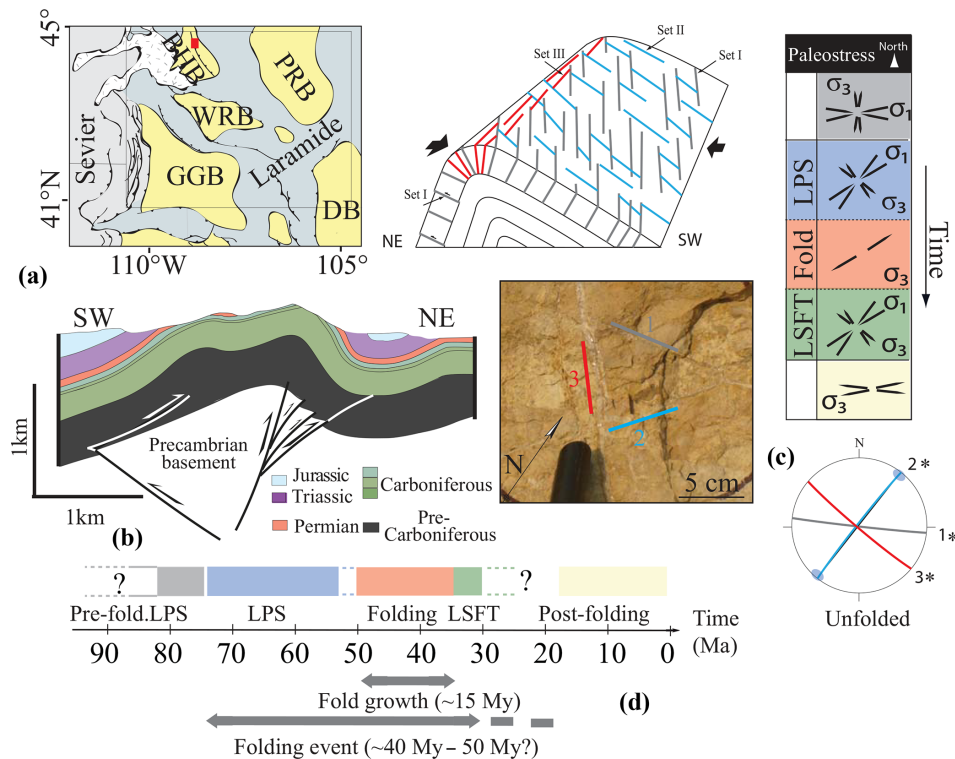 45°
BHB
PRB
WRB
Sevier
Laramide
GGB
41°N
DB
110°W
105°
(a)
Set II
Set III
Set I
Set I
NE
SW
Paleostress
North
σ3
σ1
LPS
σ1
σ3
Fold
σ3
LSFT
σ1
σ3
σ3
Time
SW
NE
1km
Precambrian
basement
1km
Jurassic
Triassic
Permian
Carboniferous
Pre-
Carboniferous
(b)
1
3
2
N
5 cm
(c)
N
2*
1*
3*
Unfolded
?
?
Pre-fold.LPS
LPS
Folding
LSFT
Post-folding
Time
(Ma)
90
80
70
60
50
40
30
20
10
0
Fold growth (~15 My)
(d)
Folding event (~40 My– 50 My?)